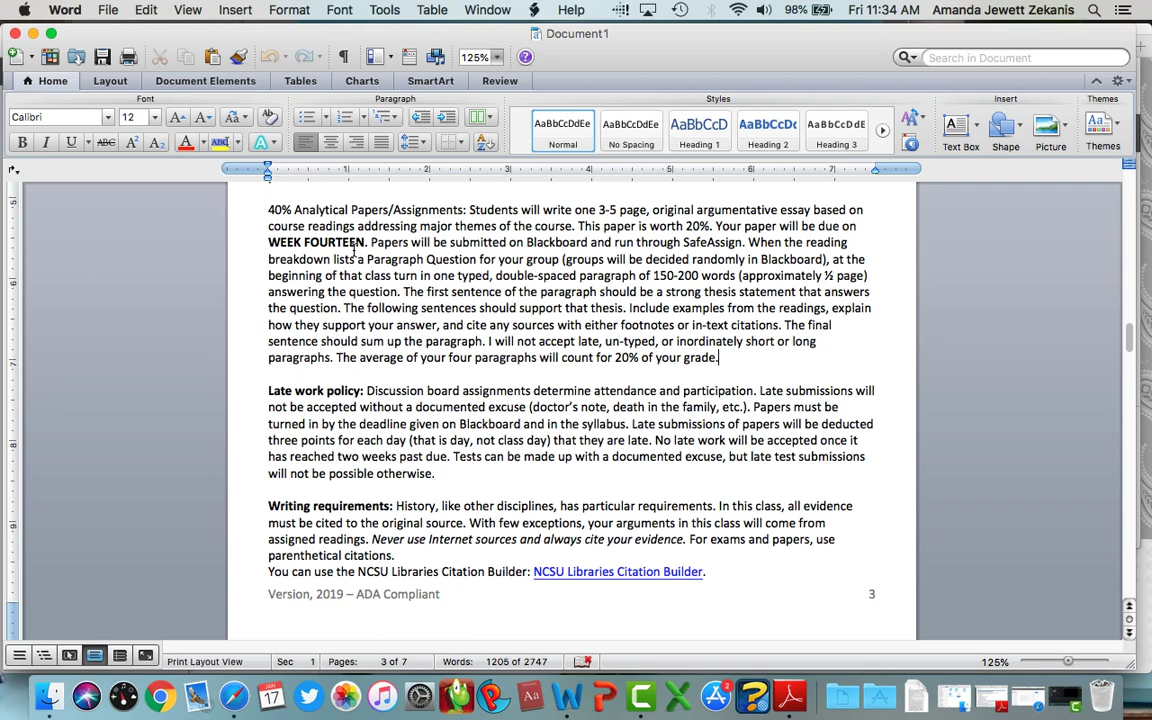 Word File Edit View Insert Format Font Tools Table Window Help 98% Fri 11:34 AM Amanda Jewett Zekanis
Document1
125% Search in Document
Home Layout Document Elements Tables Charts SmartArt Review
Font Paragraph Styles Insert Themes
Calibri 12 Aa
B I U ABC A² A₂ A ABC A
AaBbCcDdEe AaBbCcDdEe AaBbCcD AaBbCcDc AaBbCcDdE
Normal No Spacing Heading 1 Heading 2 Heading 3 Text Box Shape Picture Themes
1 2 3 4 5 6 7
40% Analytical Papers/Assignments: Students will write one 3-5 page, original argumentative essay based on
course readings addressing major themes of the course. This paper is worth 20%. Your paper will be due on
WEEK FOURTEEN. Papers will be submitted on Blackboard and run through SafeAssign. When the reading
breakdown lists a Paragraph Question for your group (groups will be decided randomly in Blackboard), at the
beginning of that class turn in one typed, double-spaced paragraph of 150-200 words (approximately ½ page)
answering the question. The first sentence of the paragraph should be a strong thesis statement that answers
the question. The following sentences should support that thesis. Include examples from the readings, explain
how they support your answer, and cite any sources with either footnotes or in-text citations. The final
sentence should sum up the paragraph. I will not accept late, un-typed, or inordinately short or long
paragraphs. The average of your four paragraphs will count for 20% of your grade.
Late work policy: Discussion board assignments determine attendance and participation. Late submissions will
not be accepted without a documented excuse (doctor's note, death in the family, etc.). Papers must be
turned in by the deadline given on Blackboard and in the syllabus. Late submissions of papers will be deducted
three points for each day (that is day, not class day) that they are late. No late work will be accepted once it
has reached two weeks past due. Tests can be made up with a documented excuse, but late test submissions
will not be possible otherwise.
Writing requirements: History, like other disciplines, has particular requirements. In this class, all evidence
must be cited to the original source. With few exceptions, your arguments in this class will come from
assigned readings. Never use Internet sources and always cite your evidence. For exams and papers, use
parenthetical citations.
You can use the NCSU Libraries Citation Builder: NCSU Libraries Citation Builder.
Version, 2019 – ADA Compliant 3
Print Layout View Sec 1 Pages: 3 of 7 Words: 1205 of 2747 125%
JAN 17